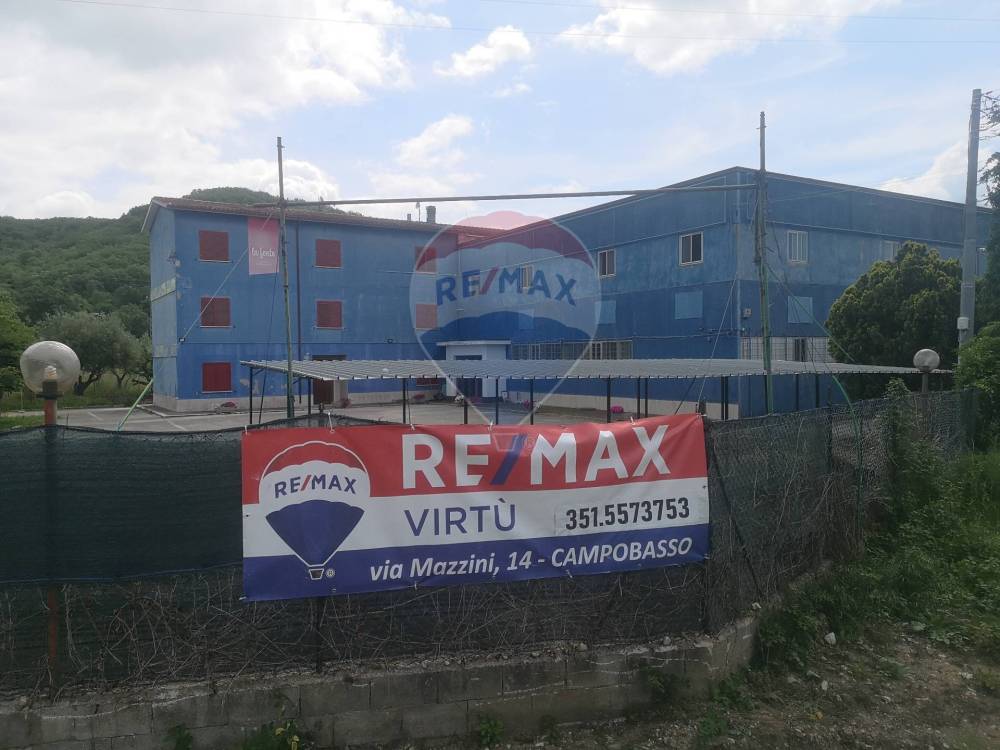 RE/MAX
RE/MAX
RE/MAX
VIRTÙ
351.5573753
via Mazzini, 14 - CAMPOBASSO